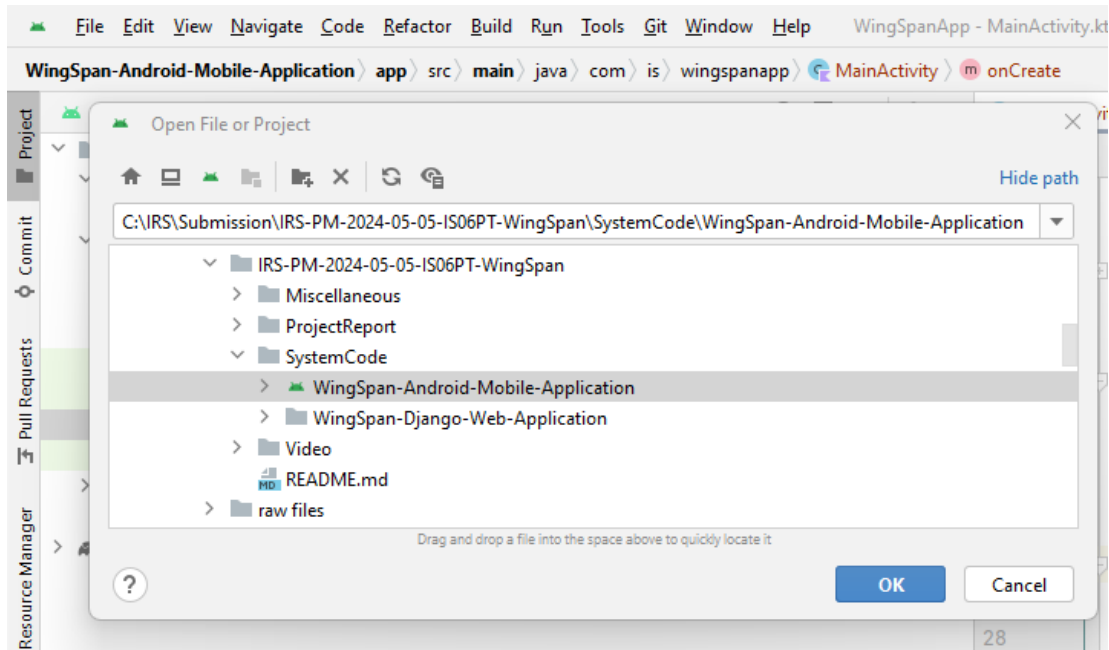 File Edit View Navigate Code Refactor Build Run Tools Git Window Help WingSpanApp - MainActivity.kt
WingSpan-Android-Mobile-Application app src main java com is wingspanapp MainActivity m onCreate
Project
Commit
Pull Requests
Resource Manager
Open File or Project
Hide path
C:\IRS\Submission\IRS-PM-2024-05-05-IS06PT-WingSpan\SystemCode\WingSpan-Android-Mobile-Application
IRS-PM-2024-05-05-IS06PT-WingSpan
Miscellaneous
ProjectReport
SystemCode
WingSpan-Android-Mobile-Application
WingSpan-Django-Web-Application
Video
MD README.md
raw files
Drag and drop a file into the space above to quickly locate it
? OK Cancel
28